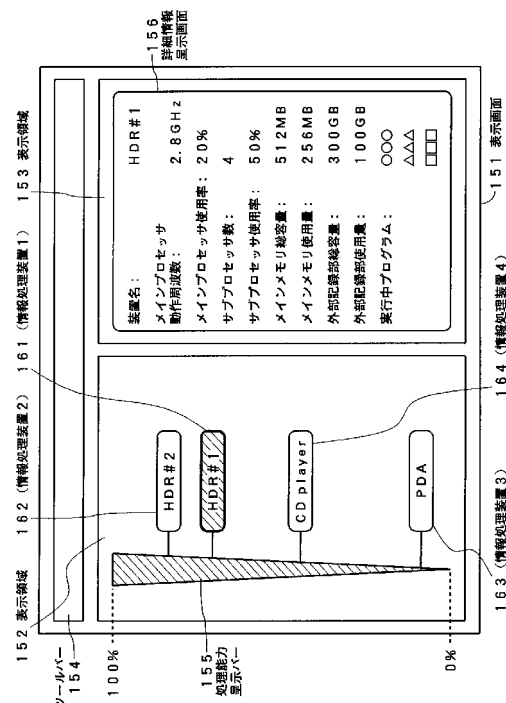 152 表示領域
162 (情報処理装置2)
161 (情報処理装置1)
153 表示領域
ツールバー
154
156
詳細情報
呈示画面
100%
0%
155
処理能力
呈示バー
HDR#2
HDR#1
CD player
PDA
装置名: HDR#1
メインプロセッサ
動作周波数: 2.8GHz
メインプロセッサ使用率: 20%
サブプロセッサ数: 4
サブプロセッサ使用率: 50%
メインメモリ総容量: 512MB
メインメモリ使用量: 256MB
外部記録部総容量: 300GB
外部記録部使用量: 100GB
実行中プログラム: ○○○
△△△
□□□
163 (情報処理装置3)
164 (情報処理装置4)
151 表示画面